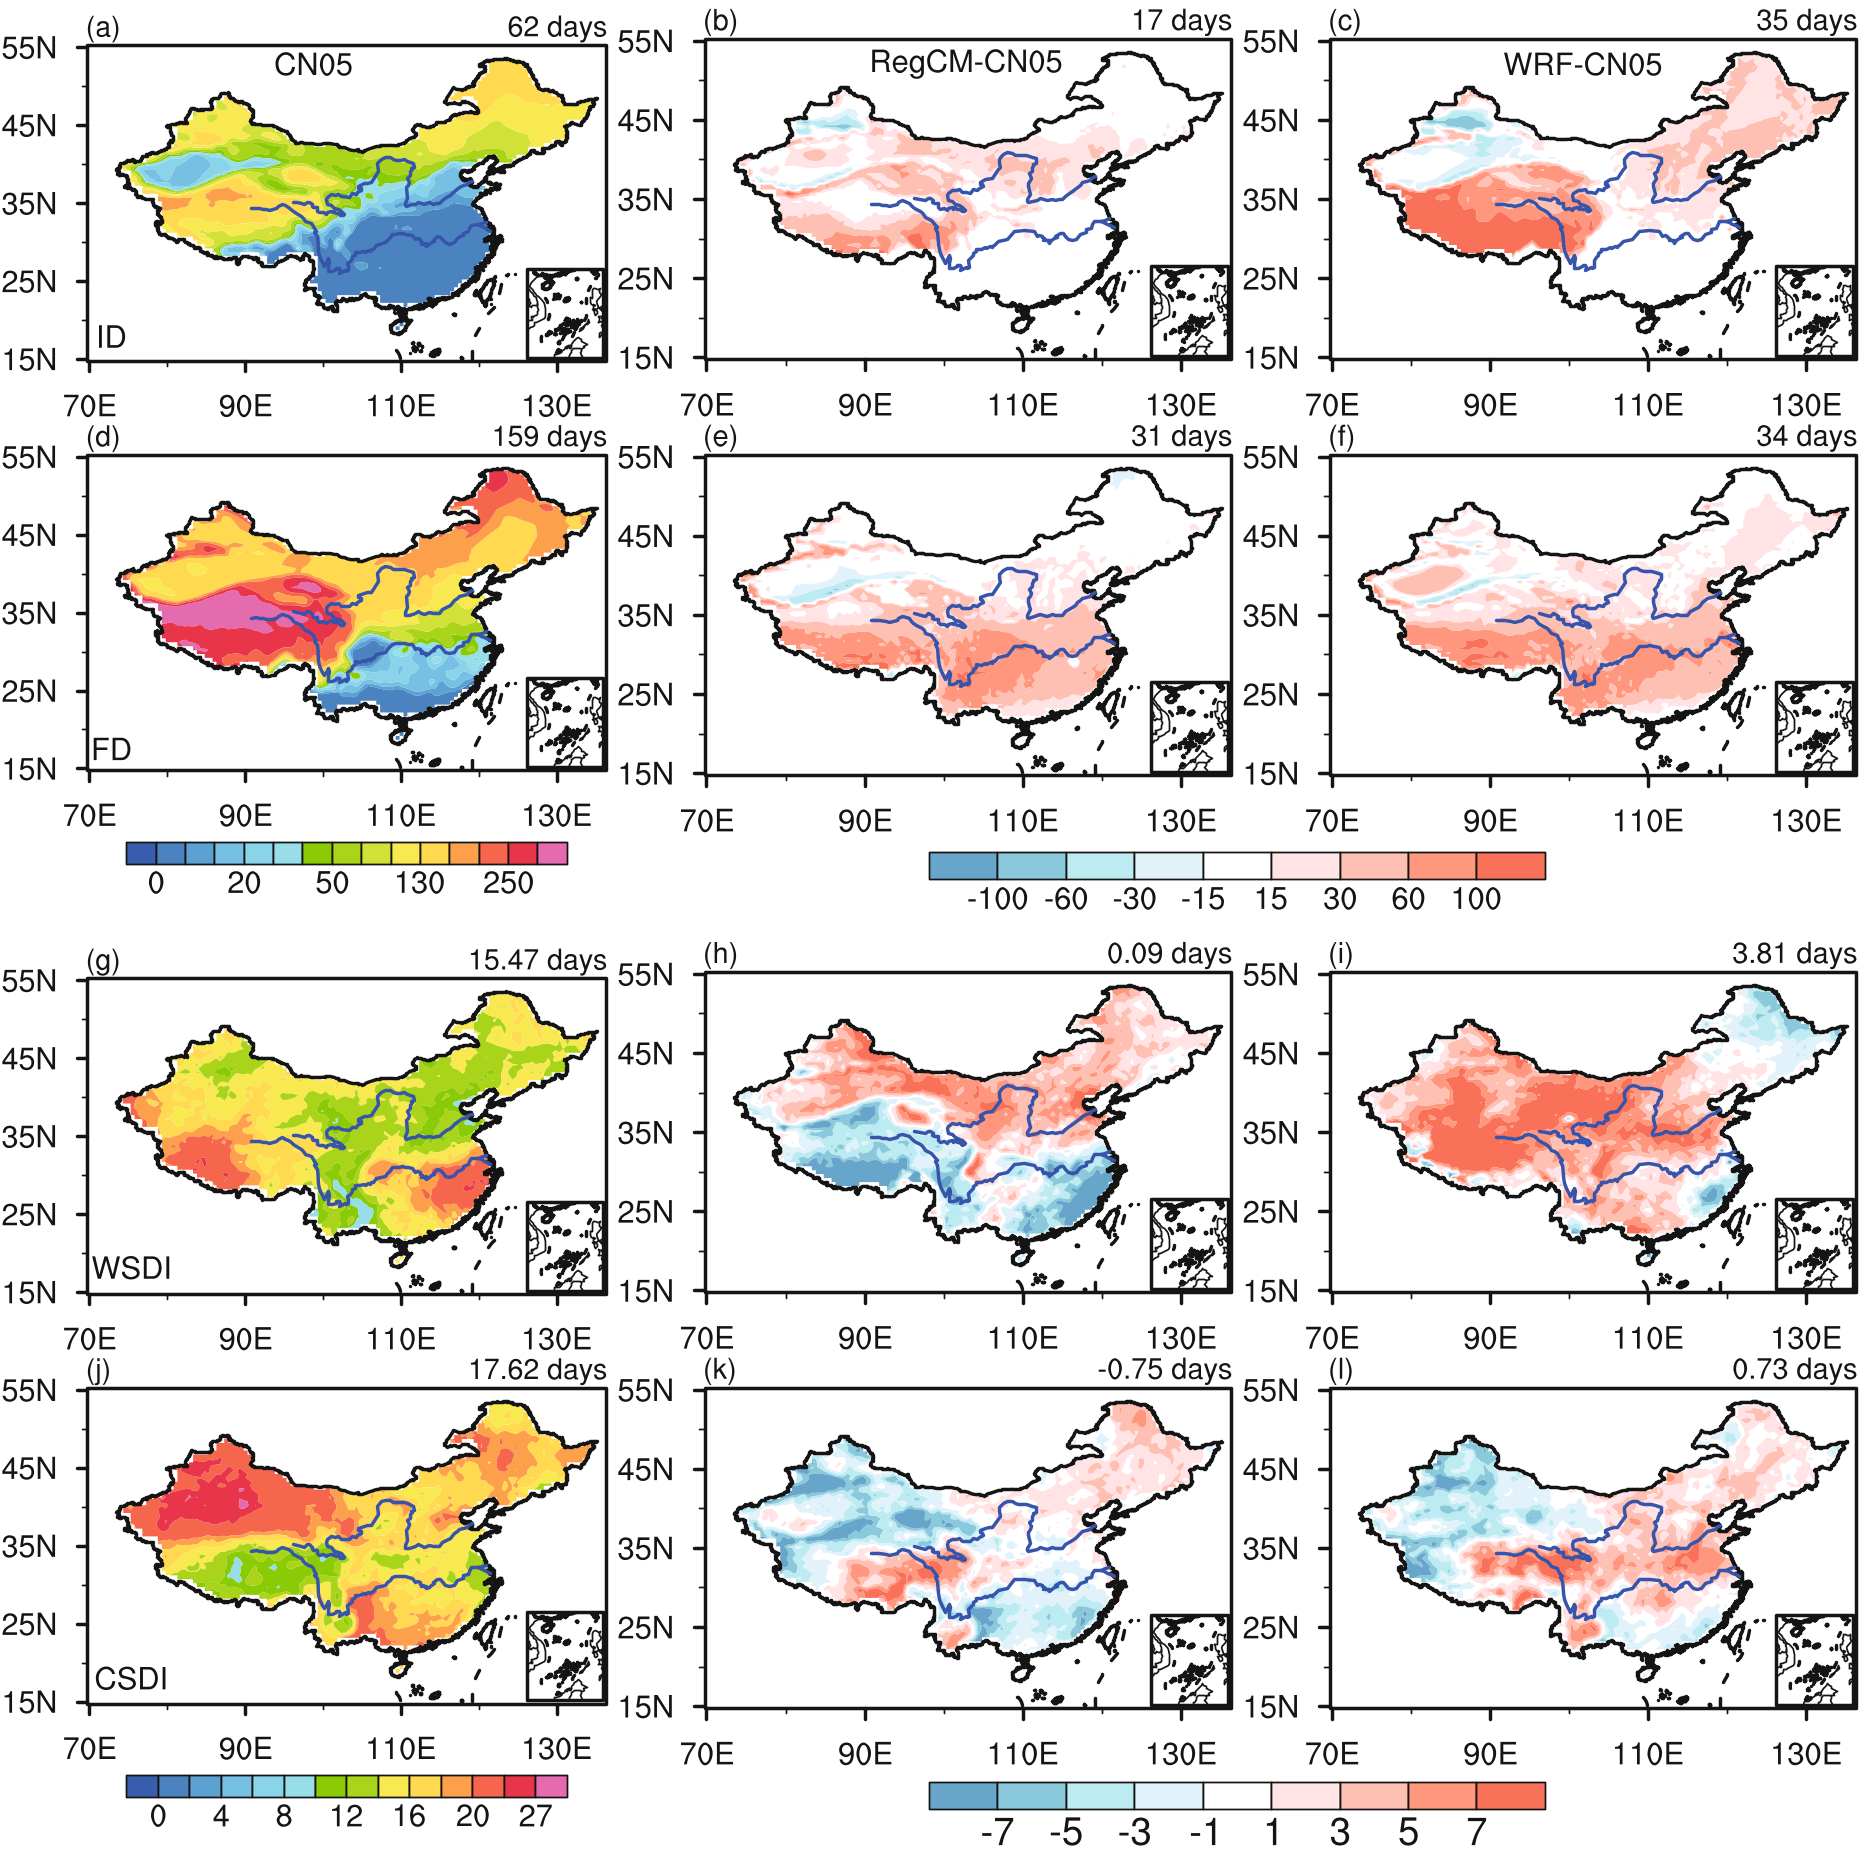 (a) 62 days (b) 17 days (c) 35 days
CN05 RegCM-CN05 WRF-CN05
55N 55N 55N
45N 45N 45N
35N 35N 35N
25N 25N 25N
ID
15N 15N 15N
70E 90E 110E 130E 70E 90E 110E 130E 70E 90E 110E 130E
(d) 159 days (e) 31 days (f) 34 days
55N 55N 55N
45N 45N 45N
35N 35N 35N
25N 25N 25N
FD
15N 15N 15N
70E 90E 110E 130E 70E 90E 110E 130E 70E 90E 110E 130E
0 20 50 130 250
-100 -60 -30 -15 15 30 60 100
(g) 15.47 days (h) 0.09 days (i) 3.81 days
55N 55N 55N
45N 45N 45N
35N 35N 35N
25N 25N 25N
WSDI
15N 15N 15N
70E 90E 110E 130E 70E 90E 110E 130E 70E 90E 110E 130E
(j) 17.62 days (k) -0.75 days (l) 0.73 days
55N 55N 55N
45N 45N 45N
35N 35N 35N
25N 25N 25N
CSDI
15N 15N 15N
70E 90E 110E 130E 70E 90E 110E 130E 70E 90E 110E 130E
0 4 8 12 16 20 27
-7 -5 -3 -1 1 3 5 7